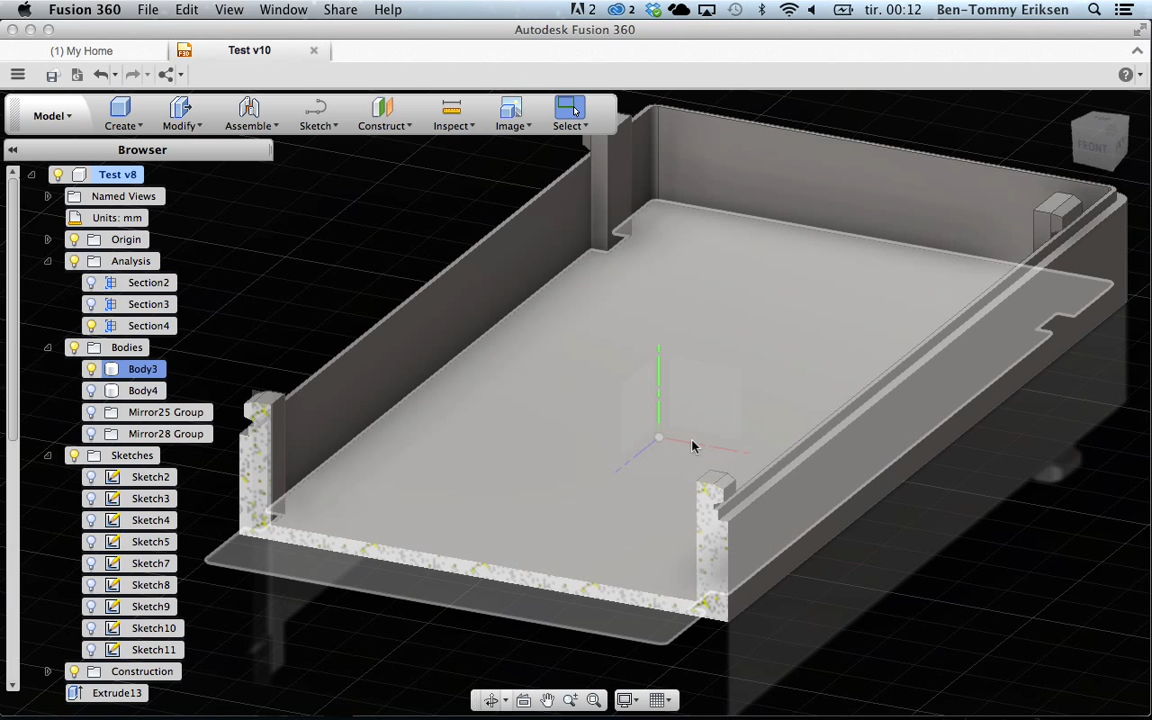 Fusion 360 File Edit View Window Share Help 2 2 tir. 00:12 Ben-Tommy Eriksen
Autodesk Fusion 360
(1) My Home Test v10
Model Create Modify Assemble Sketch Construct Inspect Image Select
Browser
Test v8
Named Views
Units: mm
Origin
Analysis
Section2
Section3
Section4
Bodies
Body3
Body4
Mirror25 Group
Mirror28 Group
Sketches
Sketch2
Sketch3
Sketch4
Sketch5
Sketch7
Sketch8
Sketch9
Sketch10
Sketch11
Construction
Extrude13
FRONT